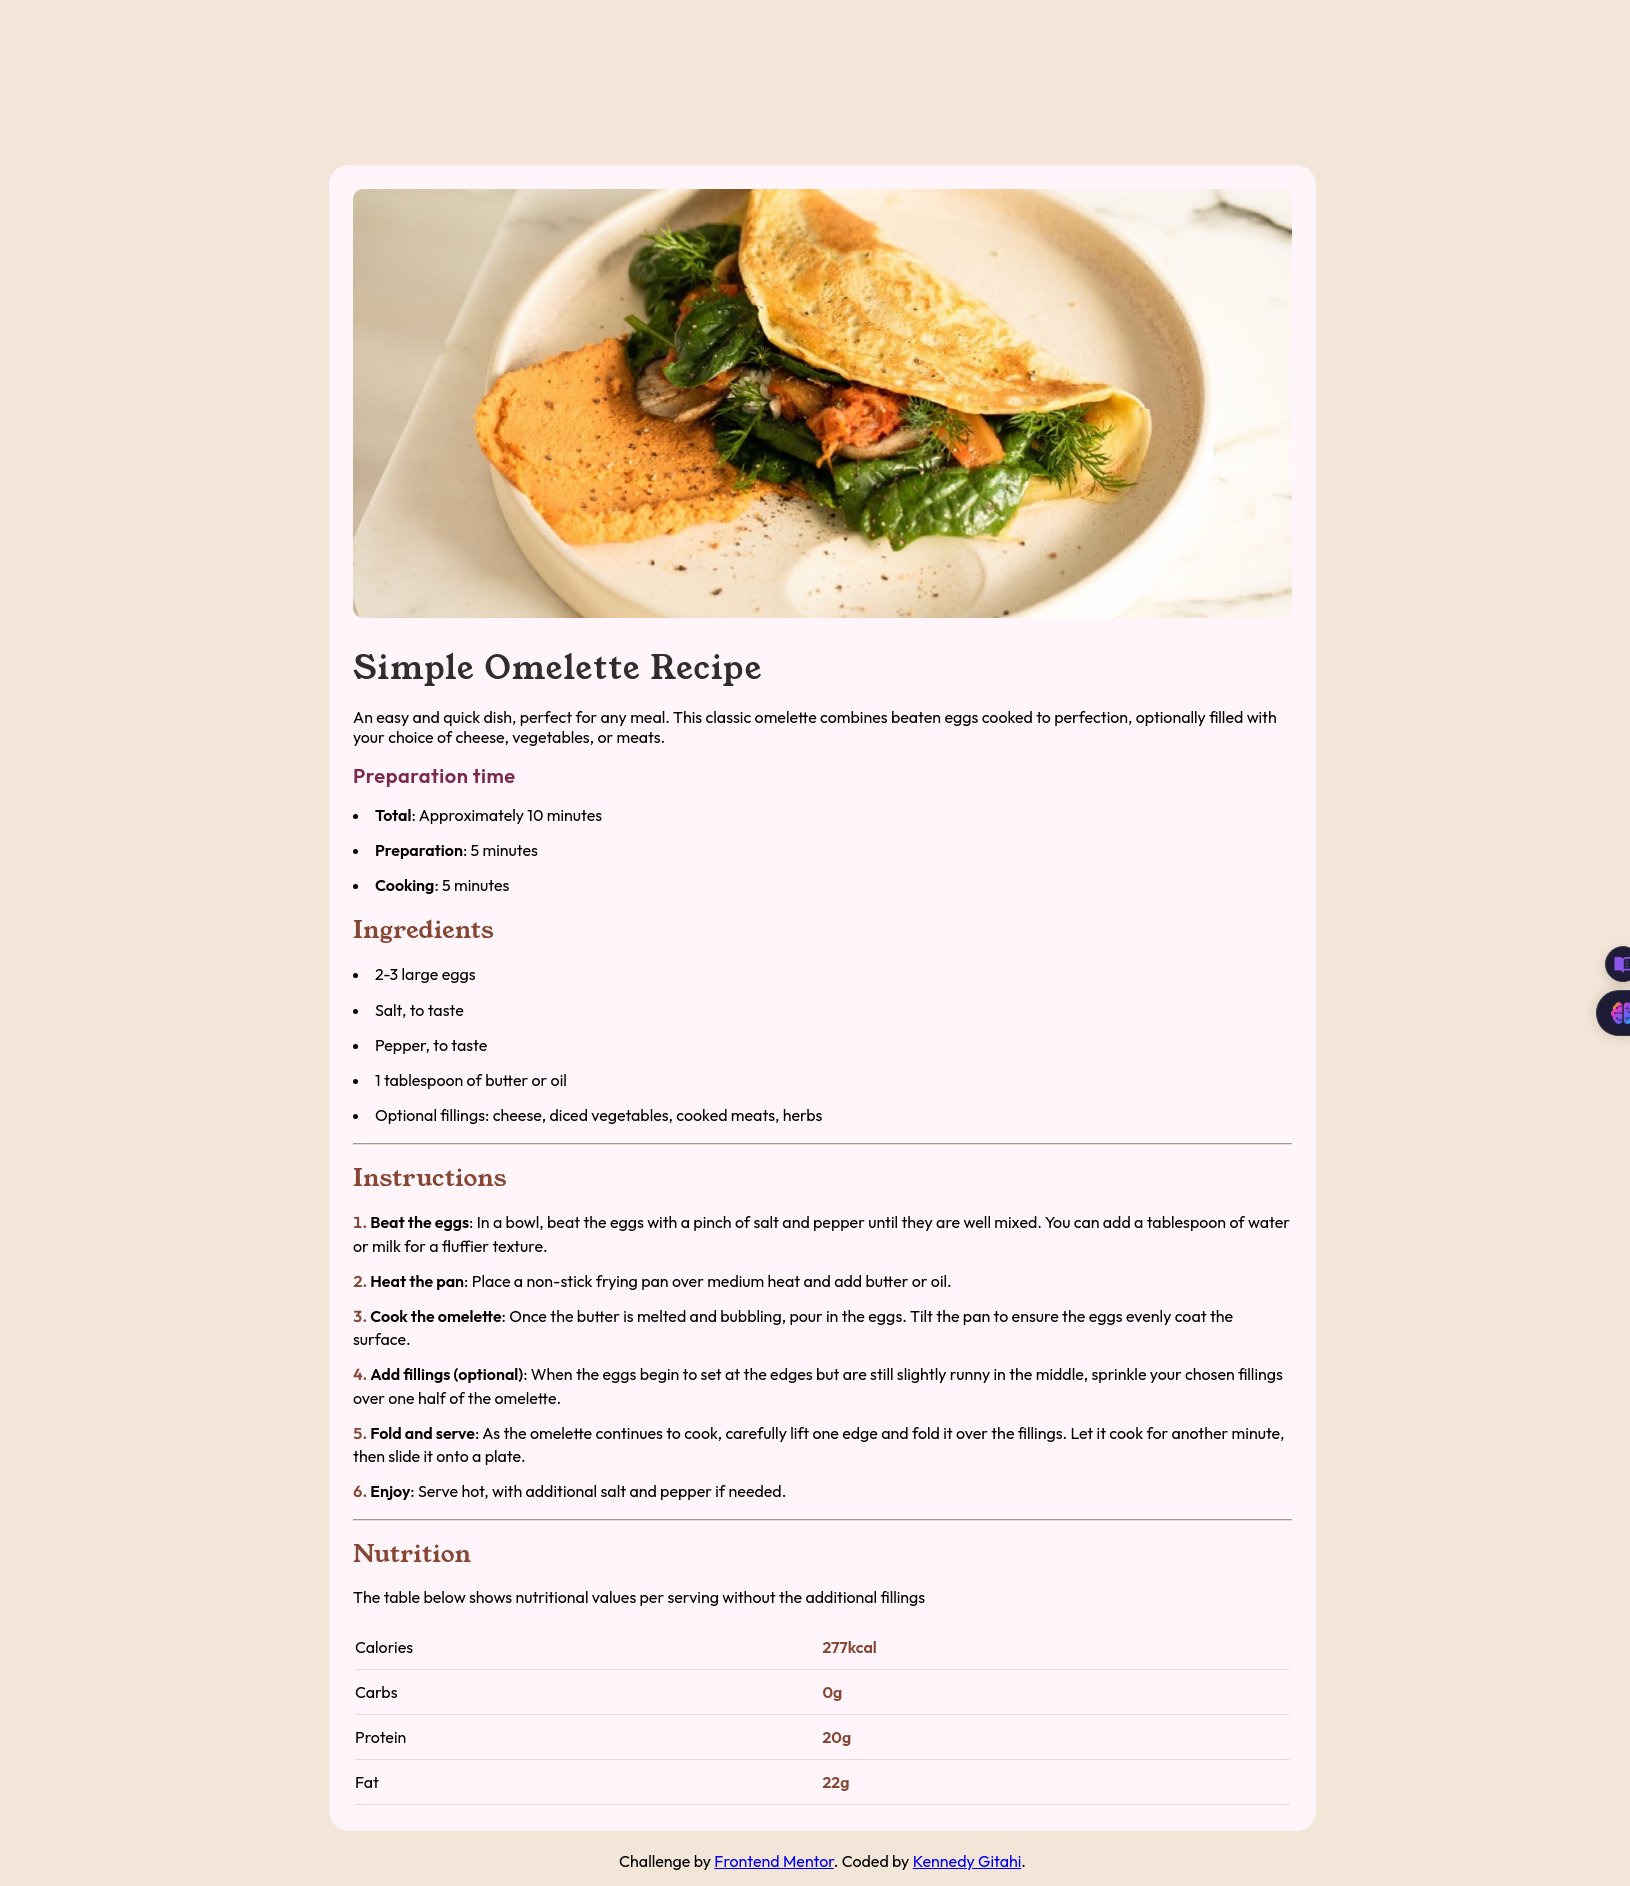 Simple Omelette Recipe
An easy and quick dish, perfect for any meal. This classic omelette combines beaten eggs cooked to perfection, optionally filled with
your choice of cheese, vegetables, or meats.
Preparation time
• Total: Approximately 10 minutes
• Preparation: 5 minutes
• Cooking: 5 minutes
Ingredients
• 2-3 large eggs
• Salt, to taste
• Pepper, to taste
• 1 tablespoon of butter or oil
• Optional fillings: cheese, diced vegetables, cooked meats, herbs
Instructions
1. Beat the eggs: In a bowl, beat the eggs with a pinch of salt and pepper until they are well mixed. You can add a tablespoon of water
or milk for a fluffier texture.
2. Heat the pan: Place a non-stick frying pan over medium heat and add butter or oil.
3. Cook the omelette: Once the butter is melted and bubbling, pour in the eggs. Tilt the pan to ensure the eggs evenly coat the
surface.
4. Add fillings (optional): When the eggs begin to set at the edges but are still slightly runny in the middle, sprinkle your chosen fillings
over one half of the omelette.
5. Fold and serve: As the omelette continues to cook, carefully lift one edge and fold it over the fillings. Let it cook for another minute,
then slide it onto a plate.
6. Enjoy: Serve hot, with additional salt and pepper if needed.
Nutrition
The table below shows nutritional values per serving without the additional fillings
Calories 277kcal
Carbs 0g
Protein 20g
Fat 22g
Challenge by Frontend Mentor. Coded by Kennedy Gitahi.